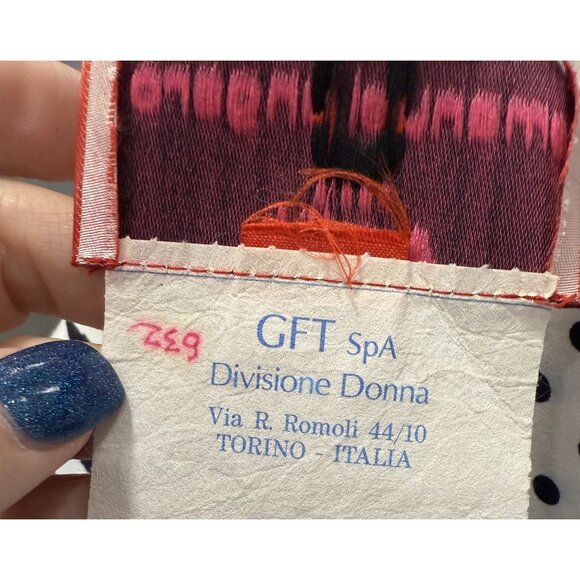 GFT SpA
Divisione Donna
Via R. Romoli 44/10
TORINO - ITALIA